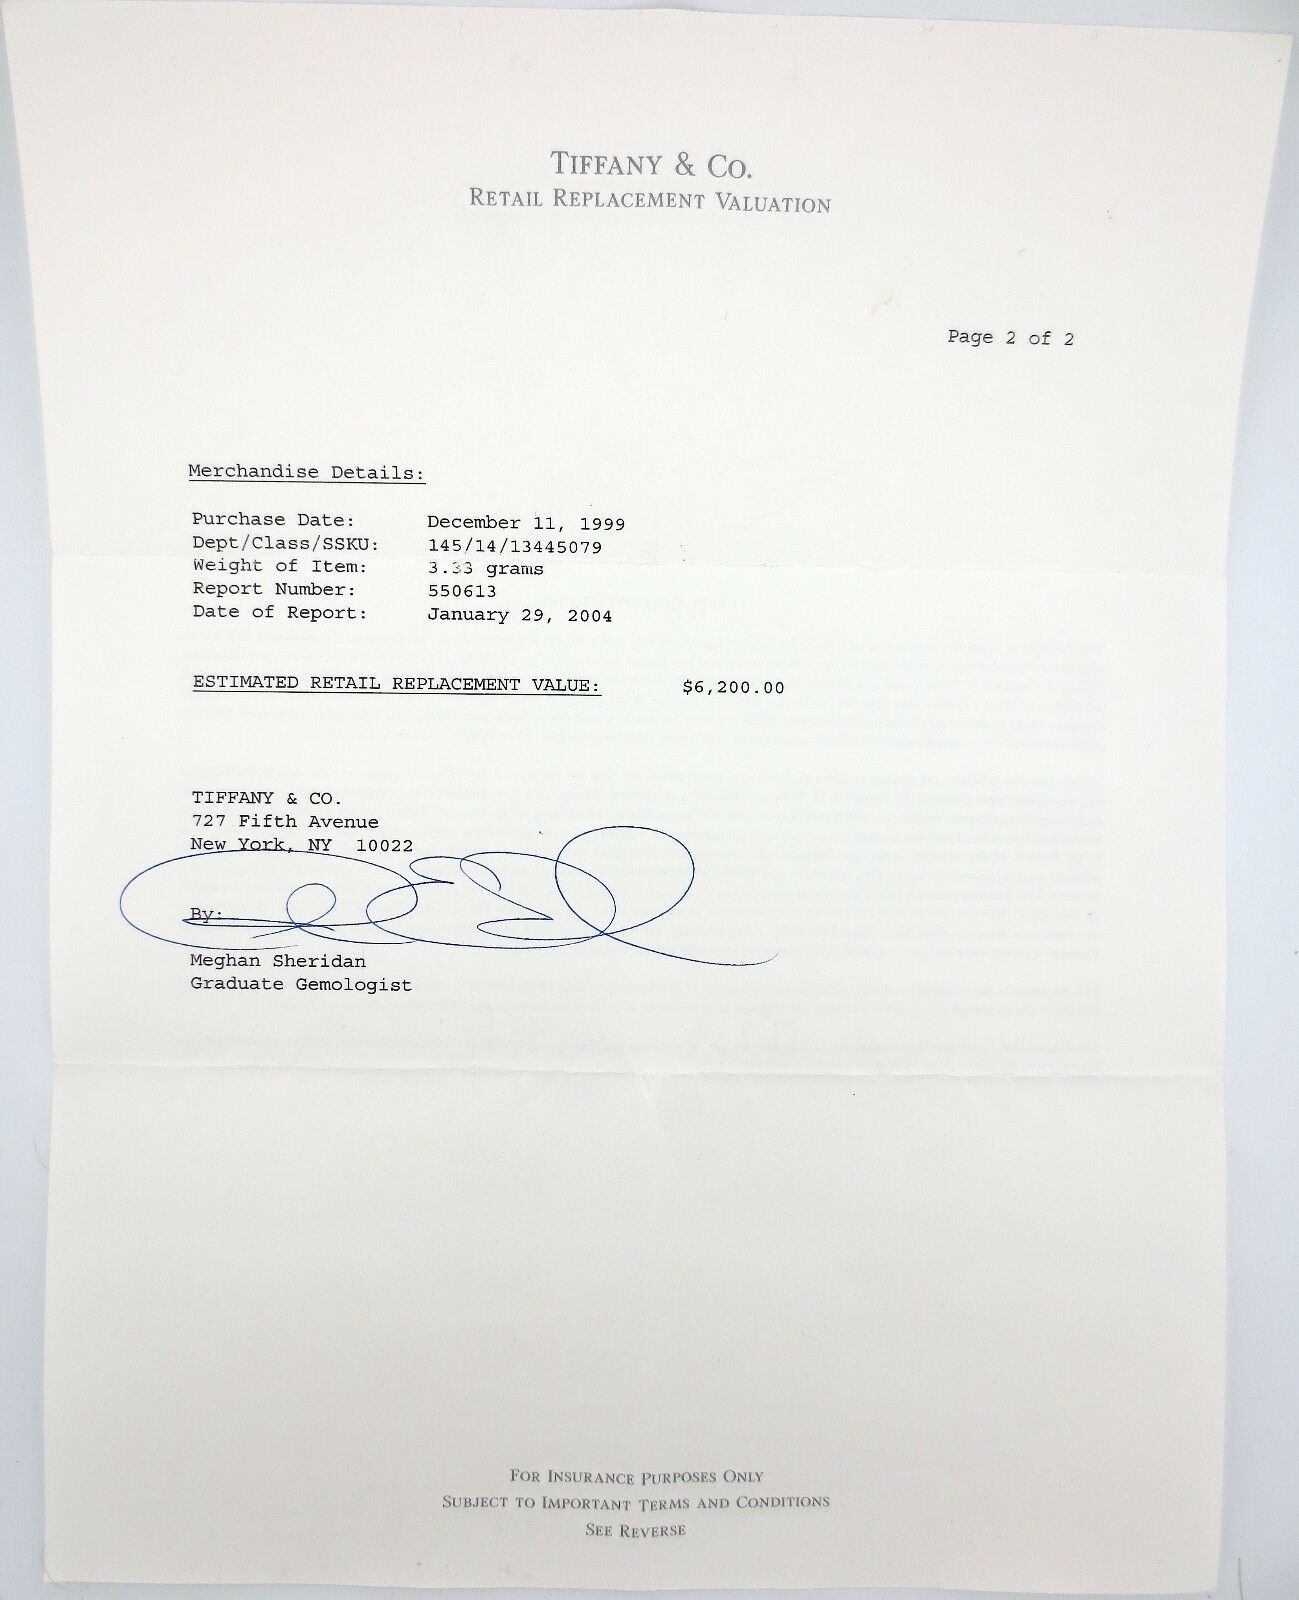 TIFFANY & CO.
RETAIL REPLACEMENT VALUATION
Page 2 of 2
Merchandise Details:
Purchase Date: December 11, 1999
Dept/Class/SSKU: 145/14/13445079
Weight of Item: 3.33 grams
Report Number: 550613
Date of Report: January 29, 2004
ESTIMATED RETAIL REPLACEMENT VALUE: $6,200.00
TIFFANY & CO.
727 Fifth Avenue
New York, NY 10022
By:
Meghan Sheridan
Graduate Gemologist
FOR INSURANCE PURPOSES ONLY
SUBJECT TO IMPORTANT TERMS AND CONDITIONS
SEE REVERSE